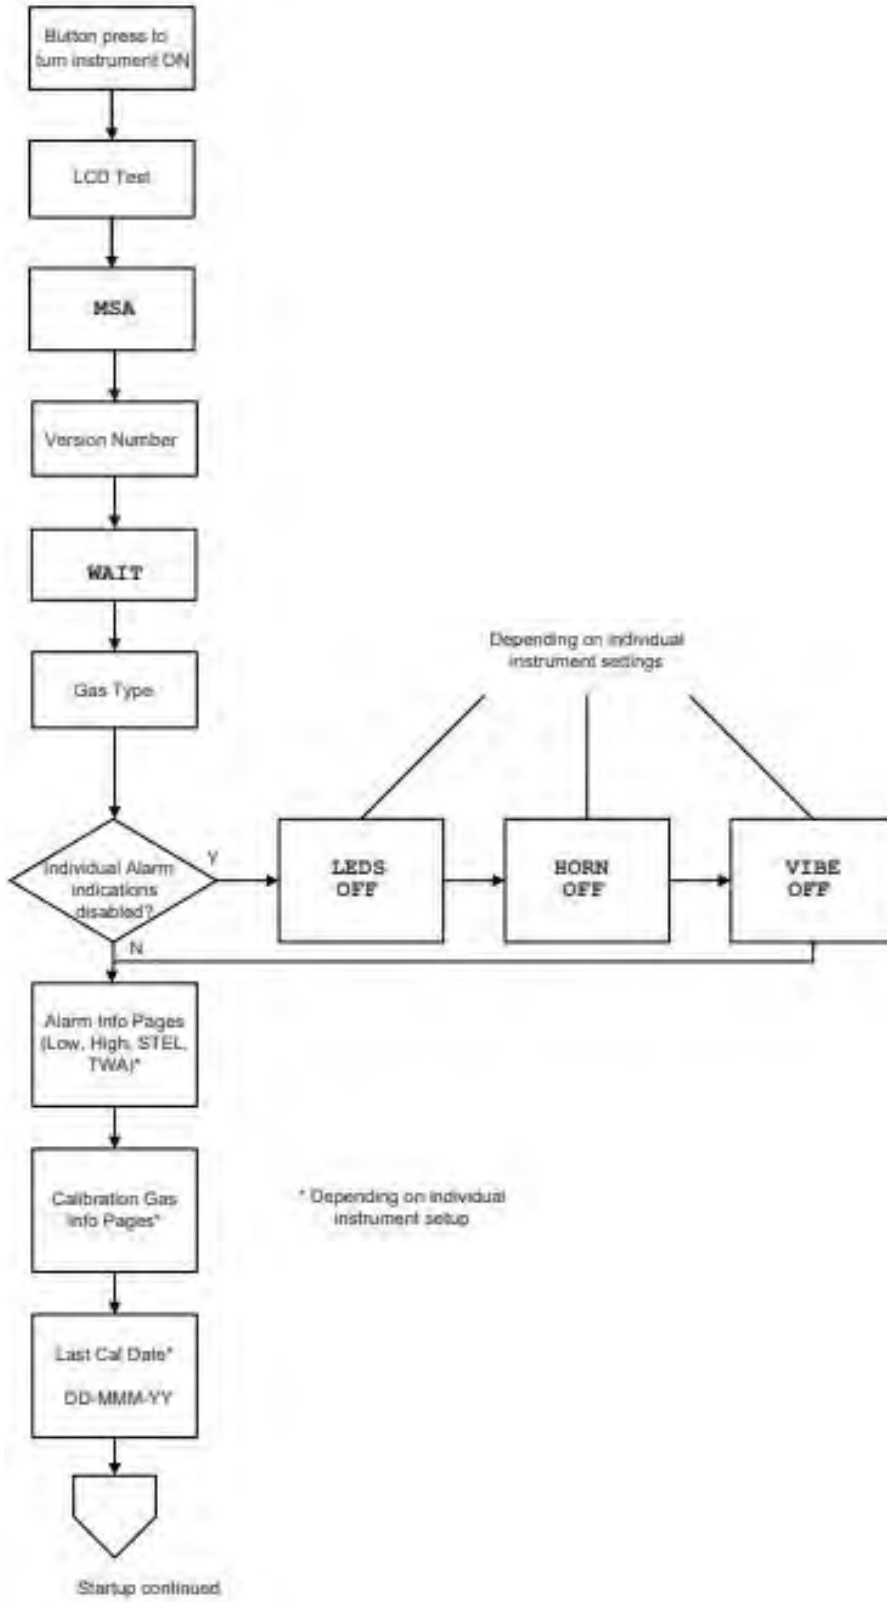 Button press to
turn instrument ON
LCD Test
MSA
Version Number
WAIT
Gas Type
Depending on individual
instrument settings
Individual Alarm
indications
disabled?
Y
LEDS
OFF
HORN
OFF
VIBE
OFF
N
Alarm Info Pages
(Low, High, STEL,
TWA)*
Calibration Gas
Info Pages*
* Depending on individual
instrument setup
Last Cal Date*
DD-MMM-YY
Startup continued